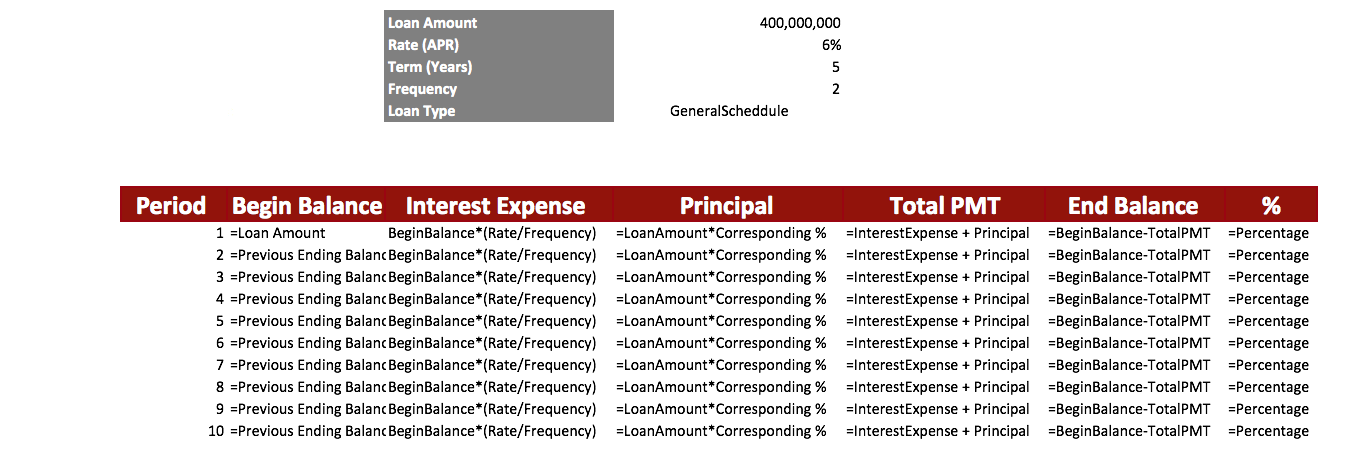 Loan Amount 400,000,000
Rate (APR) 6%
Term (Years) 5
Frequency 2
Loan Type GeneralScheddule
Period Begin Balance Interest Expense Principal Total PMT End Balance %
1 =Loan Amount BeginBalance*(Rate/Frequency) =LoanAmount*Corresponding % =InterestExpense + Principal =BeginBalance-TotalPMT =Percentage
2 =Previous Ending Balanc BeginBalance*(Rate/Frequency) =LoanAmount*Corresponding % =InterestExpense + Principal =BeginBalance-TotalPMT =Percentage
3 =Previous Ending Balanc BeginBalance*(Rate/Frequency) =LoanAmount*Corresponding % =InterestExpense + Principal =BeginBalance-TotalPMT =Percentage
4 =Previous Ending Balanc BeginBalance*(Rate/Frequency) =LoanAmount*Corresponding % =InterestExpense + Principal =BeginBalance-TotalPMT =Percentage
5 =Previous Ending Balanc BeginBalance*(Rate/Frequency) =LoanAmount*Corresponding % =InterestExpense + Principal =BeginBalance-TotalPMT =Percentage
6 =Previous Ending Balanc BeginBalance*(Rate/Frequency) =LoanAmount*Corresponding % =InterestExpense + Principal =BeginBalance-TotalPMT =Percentage
7 =Previous Ending Balanc BeginBalance*(Rate/Frequency) =LoanAmount*Corresponding % =InterestExpense + Principal =BeginBalance-TotalPMT =Percentage
8 =Previous Ending Balanc BeginBalance*(Rate/Frequency) =LoanAmount*Corresponding % =InterestExpense + Principal =BeginBalance-TotalPMT =Percentage
9 =Previous Ending Balanc BeginBalance*(Rate/Frequency) =LoanAmount*Corresponding % =InterestExpense + Principal =BeginBalance-TotalPMT =Percentage
10 =Previous Ending Balanc BeginBalance*(Rate/Frequency) =LoanAmount*Corresponding % =InterestExpense + Principal =BeginBalance-TotalPMT =Percentage